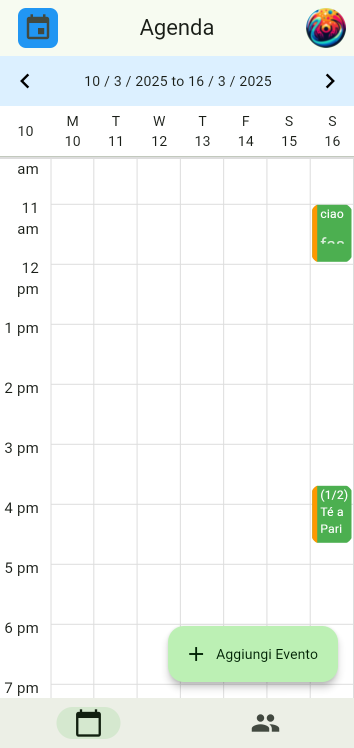 Agenda
10 / 3 / 2025 to 16 / 3 / 2025
M T W T F S S
10 11 12 13 14 15 16
10
am
11
am
ciao
12
pm
1 pm
2 pm
3 pm
4 pm
(1/2)
Té a
Pari
5 pm
6 pm
Aggiungi Evento
7 pm